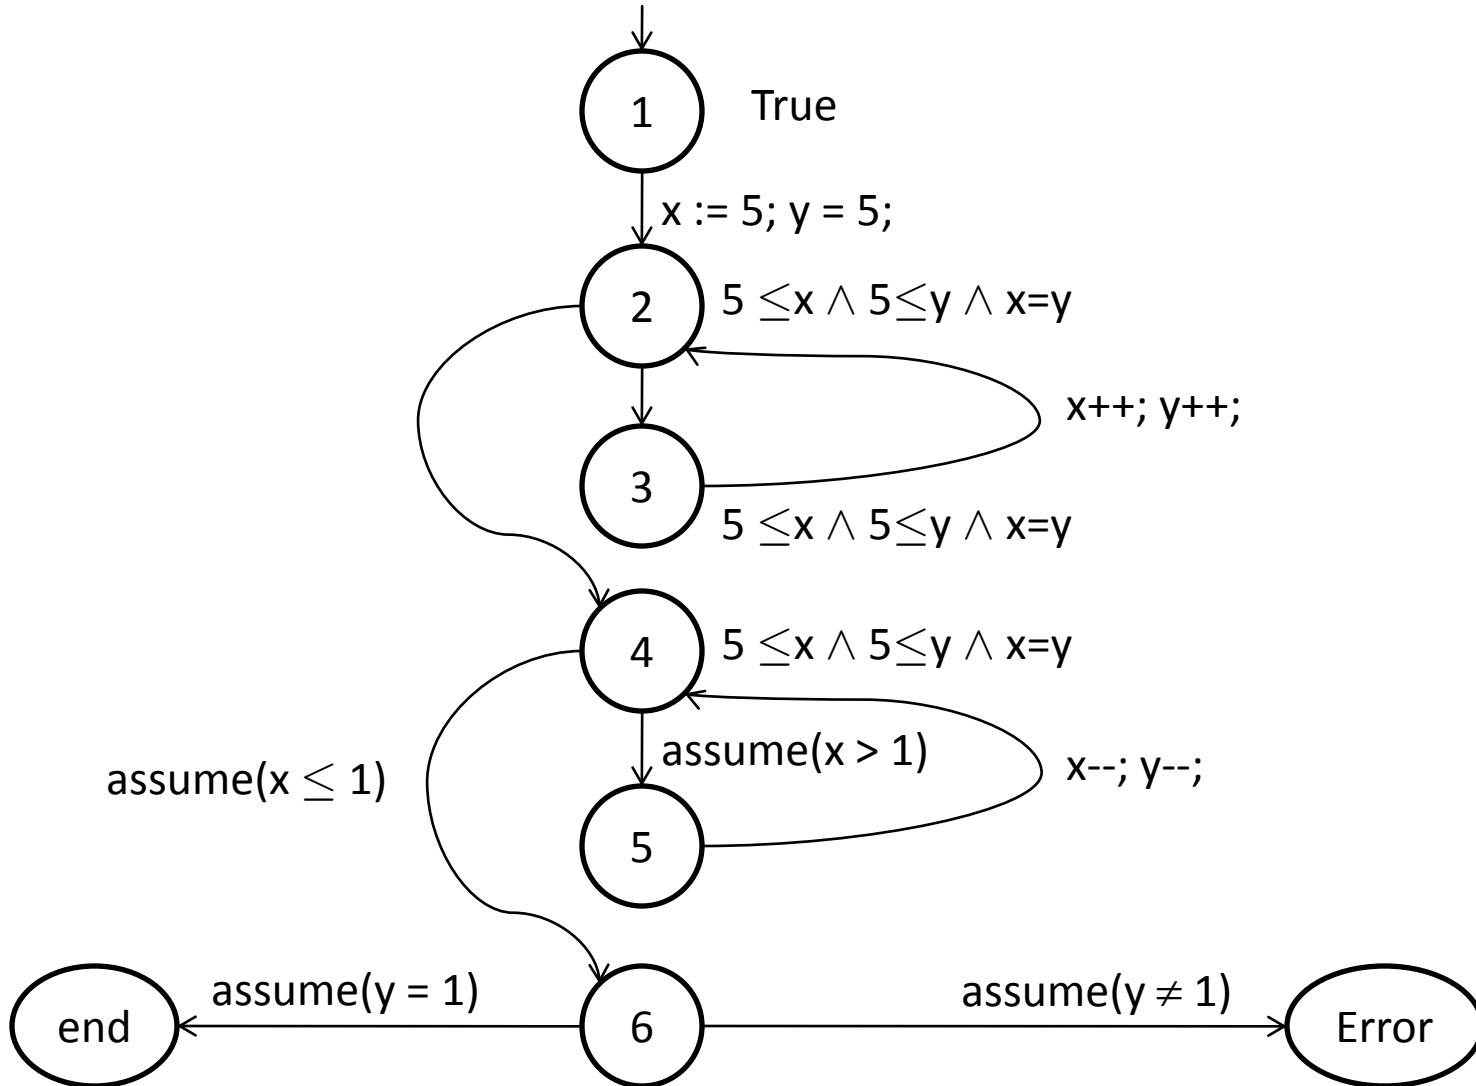 1 True
x := 5; y = 5;
2 5 ≤x ∧ 5≤y ∧ x=y
x++; y++;
3
5 ≤x ∧ 5≤y ∧ x=y
4 5 ≤x ∧ 5≤y ∧ x=y
assume(x > 1)
x--; y--;
assume(x ≤ 1)
5
assume(y = 1)
assume(y ≠ 1)
end
6
Error